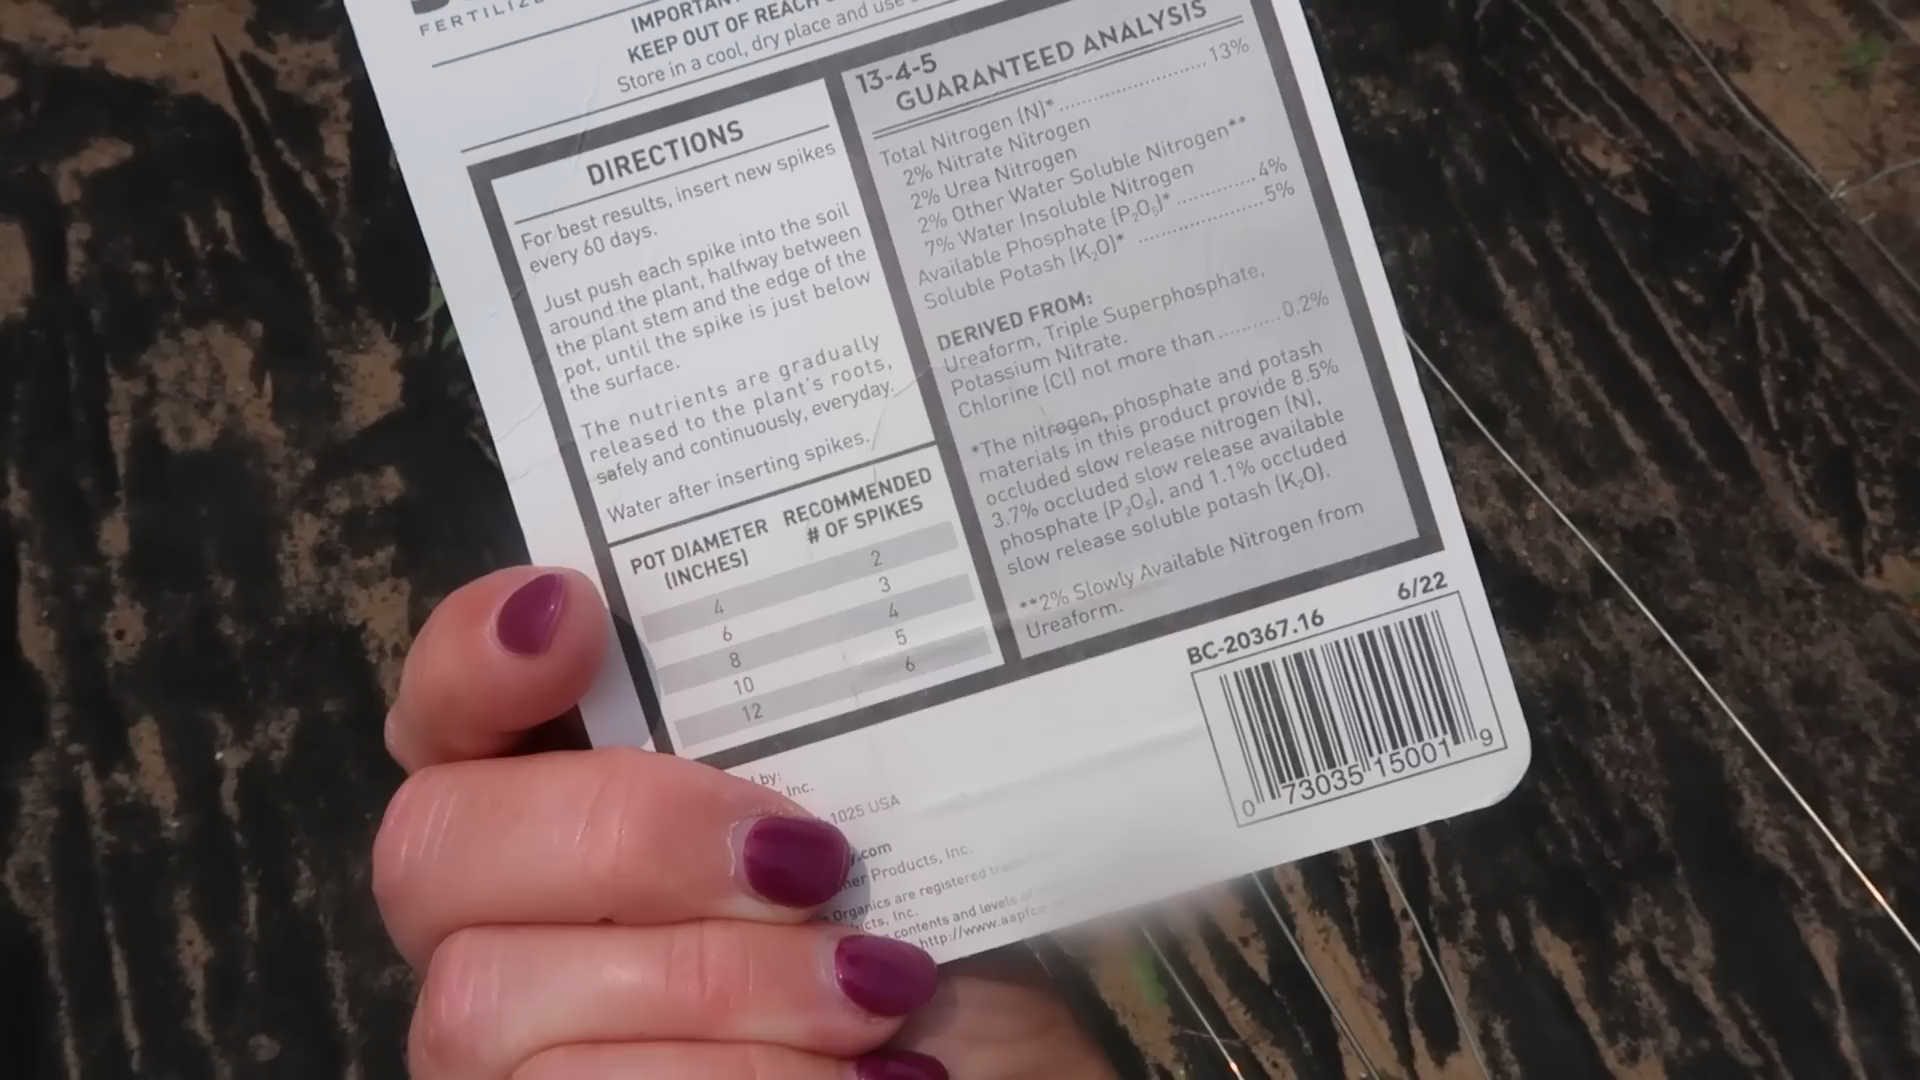 FERTILIZE
IMPORTAN
KEEP OUT OF REACH
Store in a cool, dry place and use
DIRECTIONS
For best results, insert new spikes
every 60 days.
Just push each spike into the soil
around the plant, halfway between
the plant stem and the edge of the
pot, until the spike is just below
the surface.
The nutrients are gradually
released to the plant's roots,
safely and continuously, everyday.
Water after inserting spikes.
POT DIAMETER (INCHES) RECOMMENDED # OF SPIKES
4 2
6 3
8 4
10 5
12 6
13-4-5
GUARANTEED ANALYSIS
Total Nitrogen (N)* 13%
2% Nitrate Nitrogen
2% Urea Nitrogen
2% Other Water Soluble Nitrogen**
7% Water Insoluble Nitrogen
Available Phosphate (P₂O₅)* 4%
Soluble Potash (K₂O)* 5%
DERIVED FROM:
Ureaform, Triple Superphosphate,
Potassium Nitrate.
Chlorine (Cl) not more than 0.2%
*The nitrogen, phosphate and potash
materials in this product provide 8.5%
occluded slow release nitrogen (N),
3.7% occluded slow release available
phosphate (P₂O₅), and 1.1% occluded
slow release soluble potash (K₂O).
**2% Slowly Available Nitrogen from
Ureaform.
BC-20367.16 6/22
0 73035 15001 9
by:
Inc.
1025 USA
.com
Products, Inc.
Organics are registered
Inc.
contents and levels of
http://www.aapfco